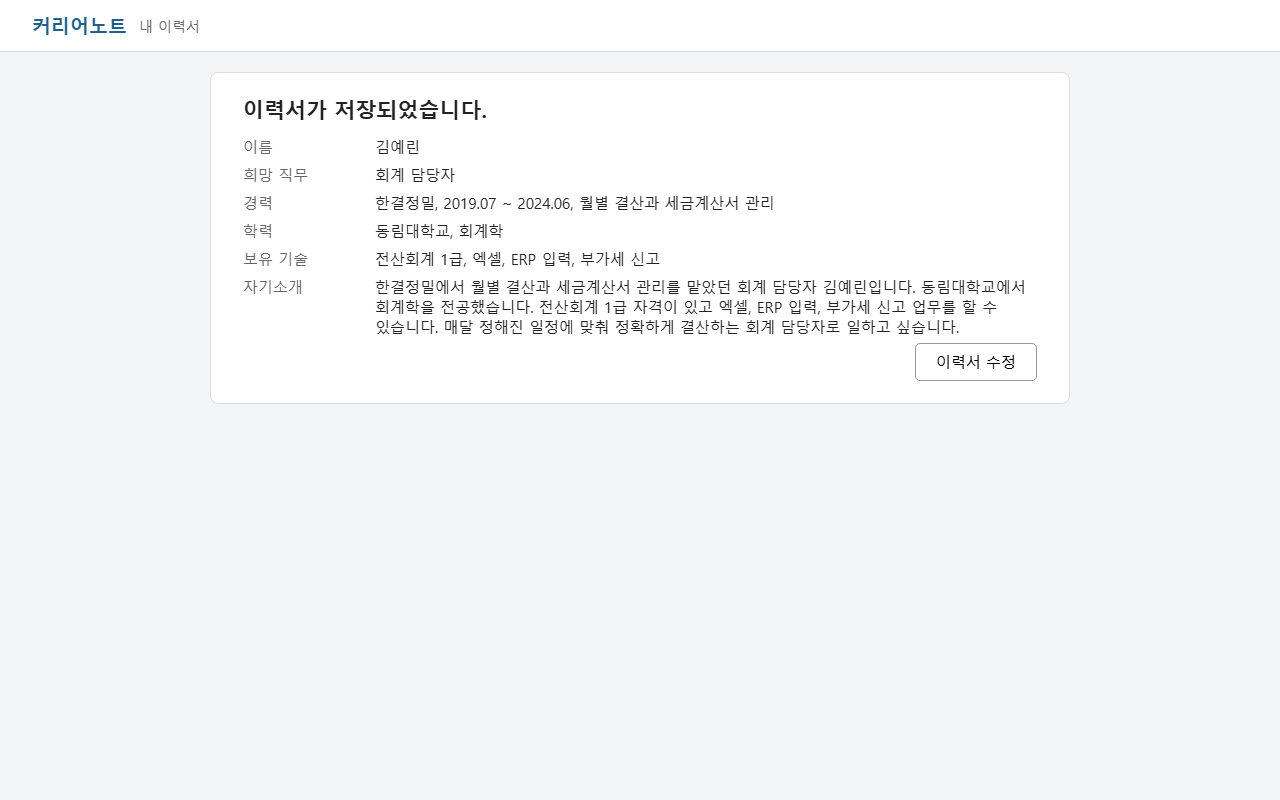 커리어노트 내 이력서
이력서가 저장되었습니다.
이름 김예린
희망 직무 회계 담당자
경력 한결정밀, 2019.07 ~ 2024.06, 월별 결산과 세금계산서 관리
학력 동림대학교, 회계학
보유 기술 전산회계 1급, 엑셀, ERP 입력, 부가세 신고
자기소개 한결정밀에서 월별 결산과 세금계산서 관리를 맡았던 회계 담당자 김예린입니다. 동림대학교에서
회계학을 전공했습니다. 전산회계 1급 자격이 있고 엑셀, ERP 입력, 부가세 신고 업무를 할 수
있습니다. 매달 정해진 일정에 맞춰 정확하게 결산하는 회계 담당자로 일하고 싶습니다.
이력서 수정